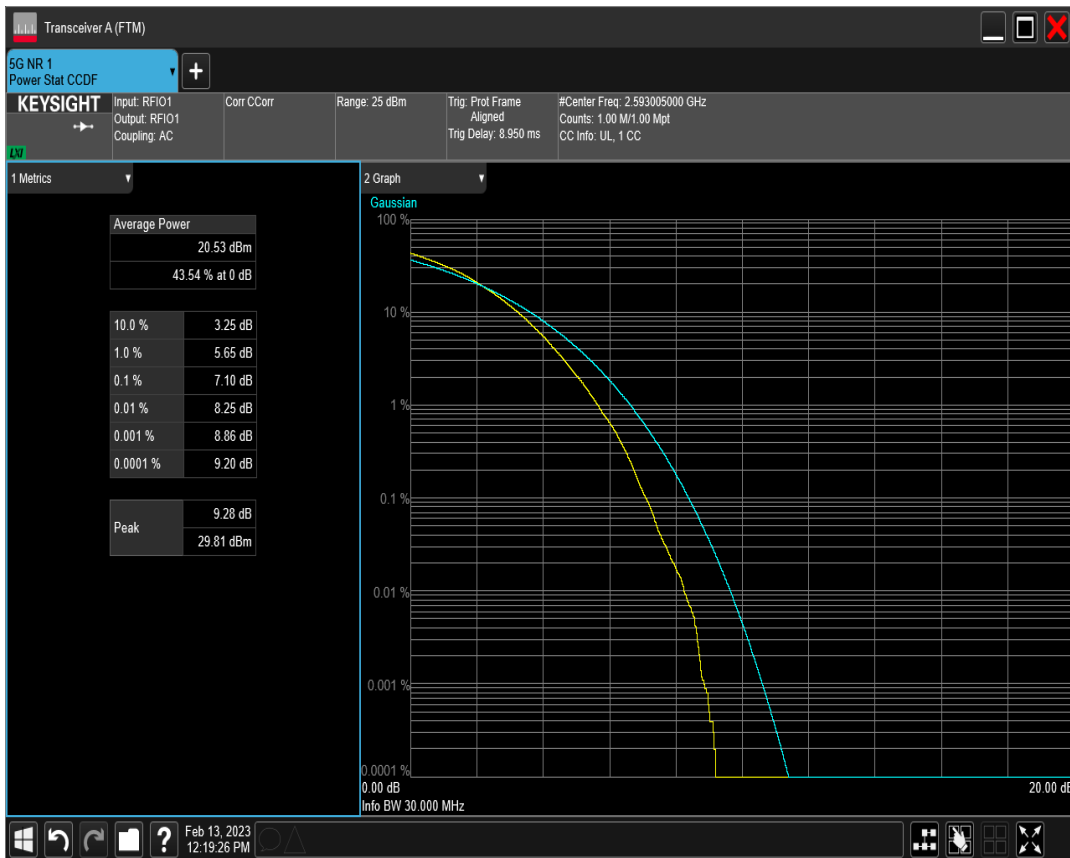 Transceiver A (FTM)
5G NR 1
Power Stat CCDF
KEYSIGHT
LXI
Input: RFIO1
Output: RFIO1
Coupling: AC
Corr CCorr
Range: 25 dBm
Trig: Prot Frame
Aligned
Trig Delay: 8.950 ms
#Center Freq: 2.593005000 GHz
Counts: 1.00 M/1.00 Mpt
CC Info: UL, 1 CC
1 Metrics
Average Power
20.53 dBm
43.54 % at 0 dB
10.0 % 3.25 dB
1.0 % 5.65 dB
0.1 % 7.10 dB
0.01 % 8.25 dB
0.001 % 8.86 dB
0.0001 % 9.20 dB
Peak
9.28 dB
29.81 dBm
2 Graph
Gaussian
100 %
10 %
1 %
0.1 %
0.01 %
0.001 %
0.0001 %
0.00 dB 20.00 dB
Info BW 30.000 MHz
?
Feb 13, 2023
12:19:26 PM